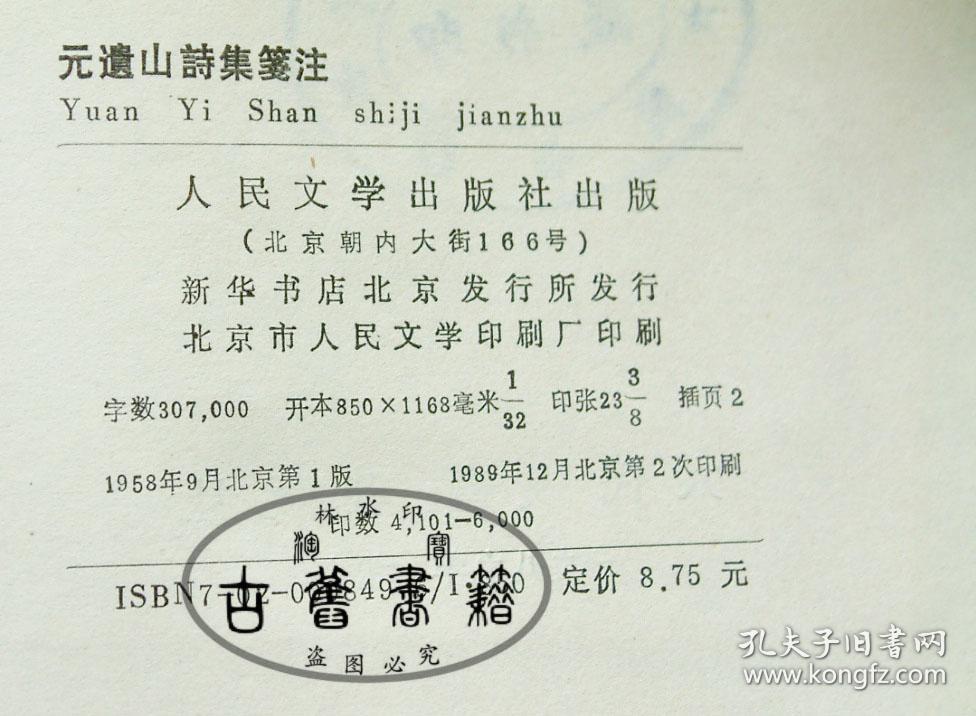 元遺山詩集箋注
Yuan Yi Shan shiji jianzhu
人民文学出版社出版
(北京朝内大街166号)
新华书店北京发行所发行
北京市人民文学印刷厂印刷
字数307,000 开本850×1168毫米1/32 印张23 3/8 插页2
1958年9月北京第1版 1989年12月北京第2次印刷
林水印
印数 4,101—6,000
寶
ISBN7-02- 定价 8.75 元
古舊書籍
盗图必究
孔夫子旧书网
www.kongfz.com